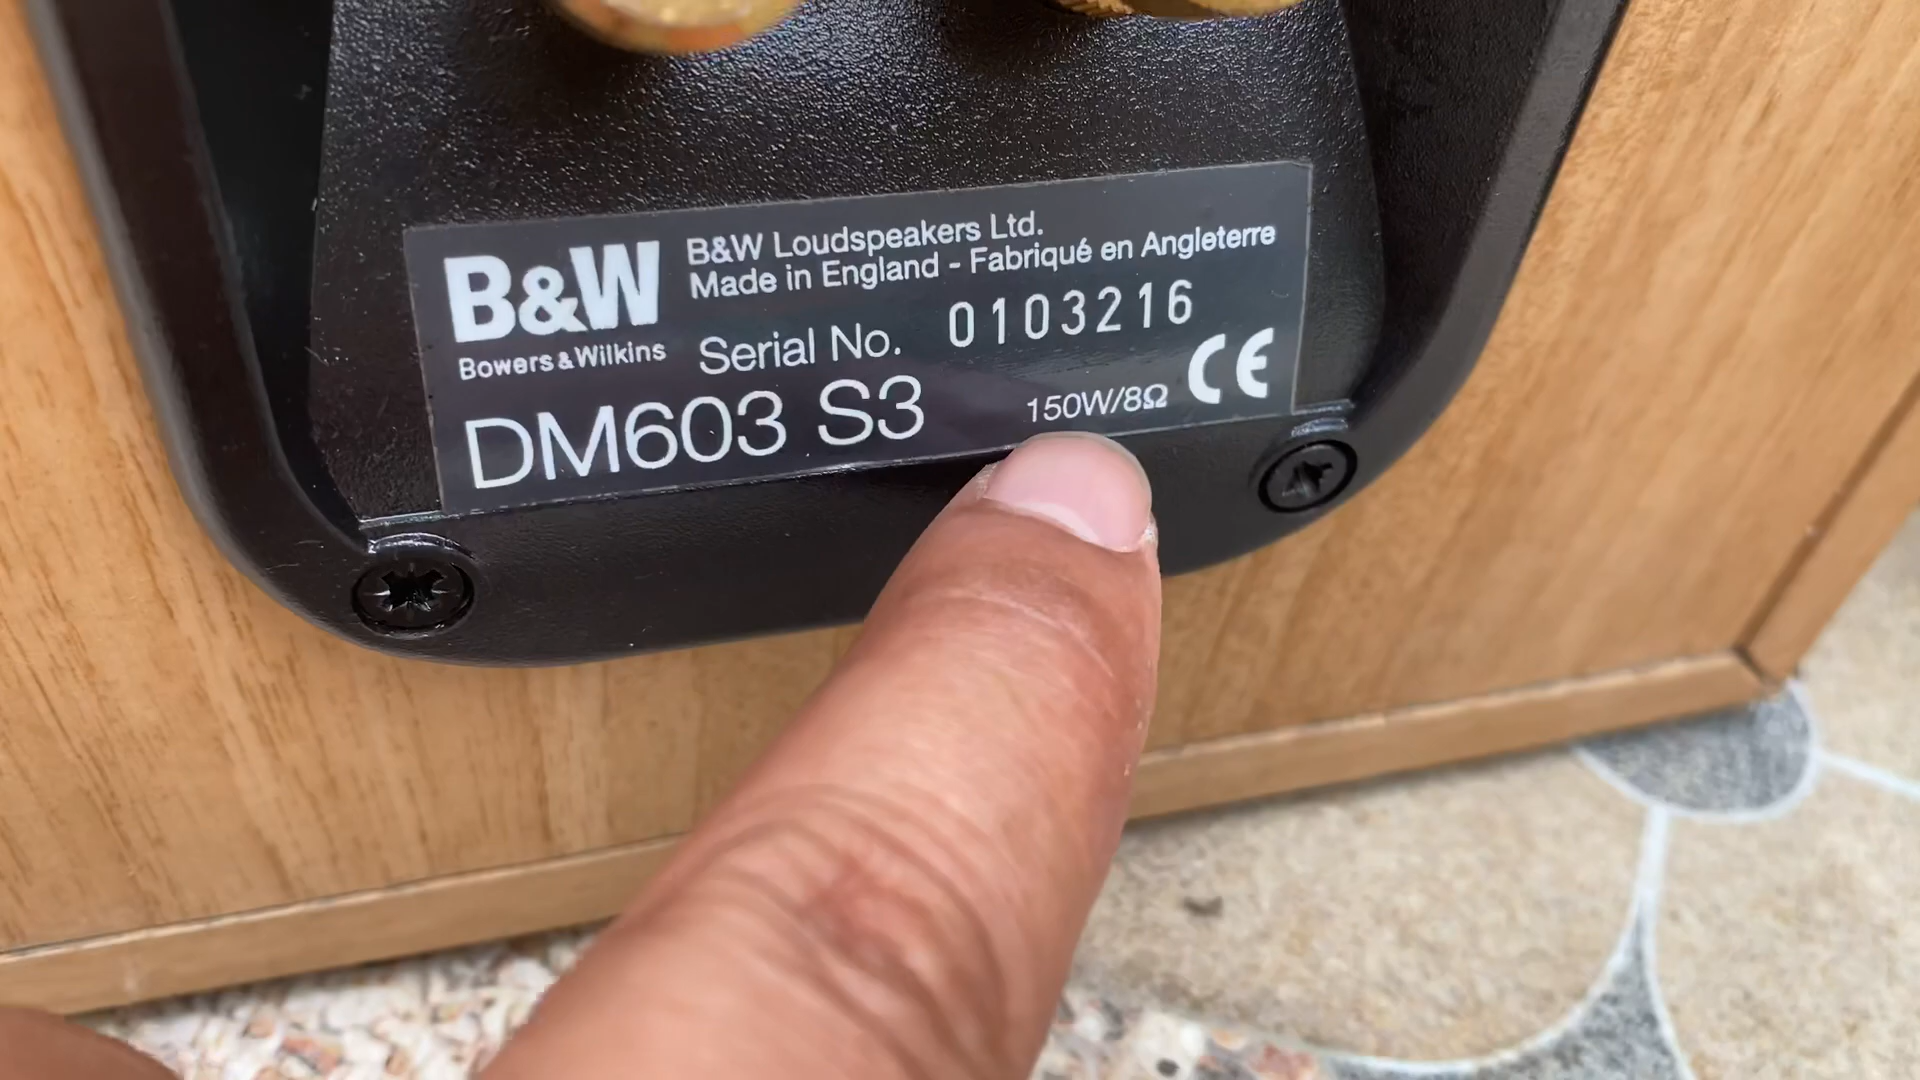 B&W
Bowers & Wilkins
B&W Loudspeakers Ltd.
Made in England - Fabriqué en Angleterre
Serial No. 0103216
DM603 S3
150W/8Ω
CE